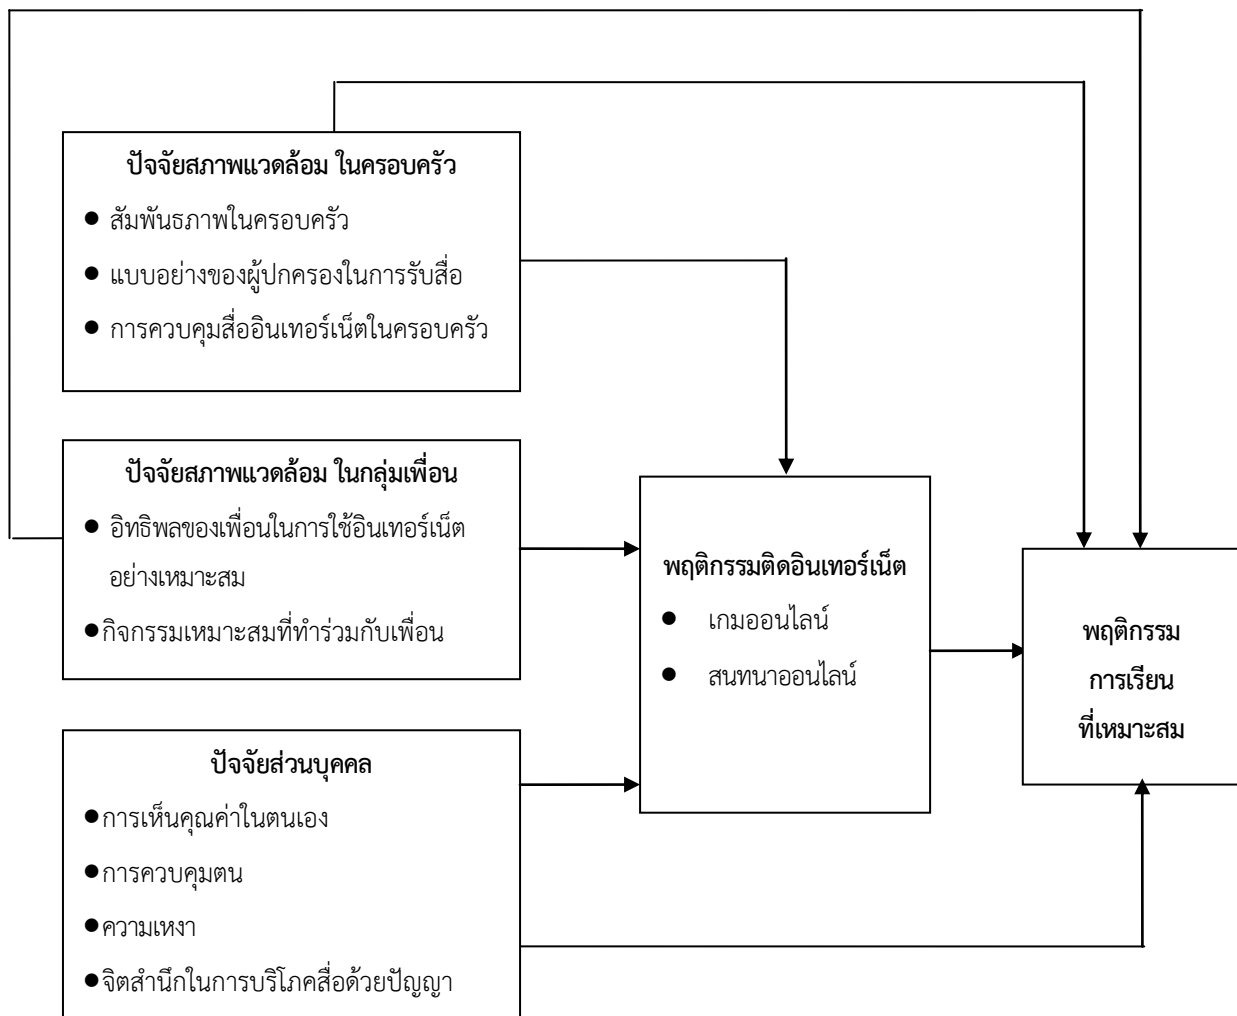 ปัจจัยสภาพแวดล้อม ในครอบครัว
● สัมพันธภาพในครอบครัว
● แบบอย่างของผู้ปกครองในการรับสื่อ
● การควบคุมสื่ออินเทอร์เน็ตในครอบครัว
ปัจจัยสภาพแวดล้อม ในกลุ่มเพื่อน
● อิทธิพลของเพื่อนในการใช้อินเทอร์เน็ต
อย่างเหมาะสม
● กิจกรรมเหมาะสมที่ทำร่วมกับเพื่อน
ปัจจัยส่วนบุคคล
● การเห็นคุณค่าในตนเอง
● การควบคุมตน
● ความเหงา
● จิตสำนึกในการบริโภคสื่อด้วยปัญญา
พฤติกรรมติดอินเทอร์เน็ต
● เกมออนไลน์
● สนทนาออนไลน์
พฤติกรรม
การเรียน
ที่เหมาะสม